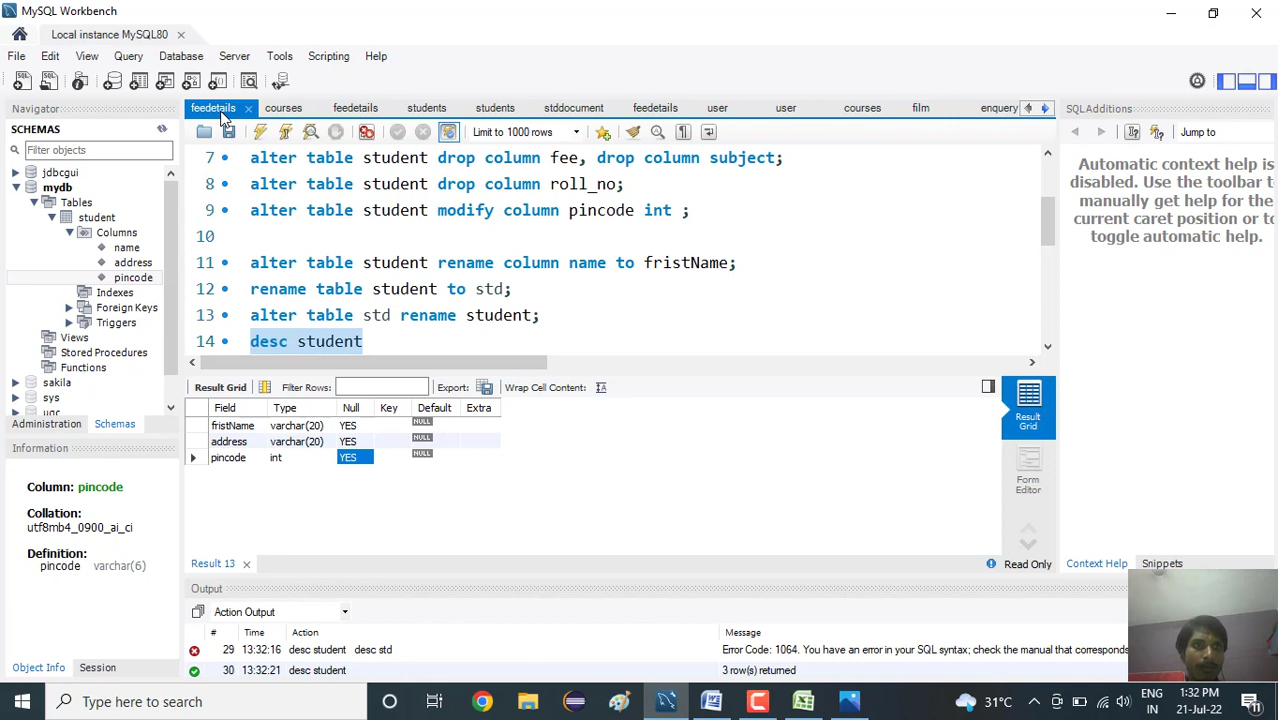 MySQL Workbench
Local instance MySQL80
File Edit View Query Database Server Tools Scripting Help
Navigator
SCHEMAS
Filter objects
jdbcgui
mydb
Tables
student
Columns
name
address
pincode
Indexes
Foreign Keys
Triggers
Views
Stored Procedures
Functions
sakila
sys
Administration Schemas
Information
Column: pincode
Collation:
utf8mb4_0900_ai_ci
Definition:
pincode varchar(6)
Object Info Session
feedetails courses feedetails students students stddocument feedetails user user courses film enquery
Limit to 1000 rows
7 alter table student drop column fee, drop column subject;
8 alter table student drop column roll_no;
9 alter table student modify column pincode int ;
10
11 alter table student rename column name to fristName;
12 rename table student to std;
13 alter table std rename student;
14 desc student
Result Grid Filter Rows: Export: Wrap Cell Content:
Field Type Null Key Default Extra
fristName varchar(20) YES NULL
address varchar(20) YES NULL
pincode int YES NULL
Result Grid
Form Editor
Result 13
Read Only
Output
Action Output
# Time Action Message
29 13:32:16 desc student desc std Error Code: 1064. You have an error in your SQL syntax; check the manual that corresponds
30 13:32:21 desc student 3 row(s) returned
SQLAdditions
Jump to
Automatic context help is
disabled. Use the toolbar to
manually get help for the
current caret position or to
toggle automatic help.
Context Help Snippets
Type here to search
31°C
ENG
IN
1:32 PM
21-Jul-22